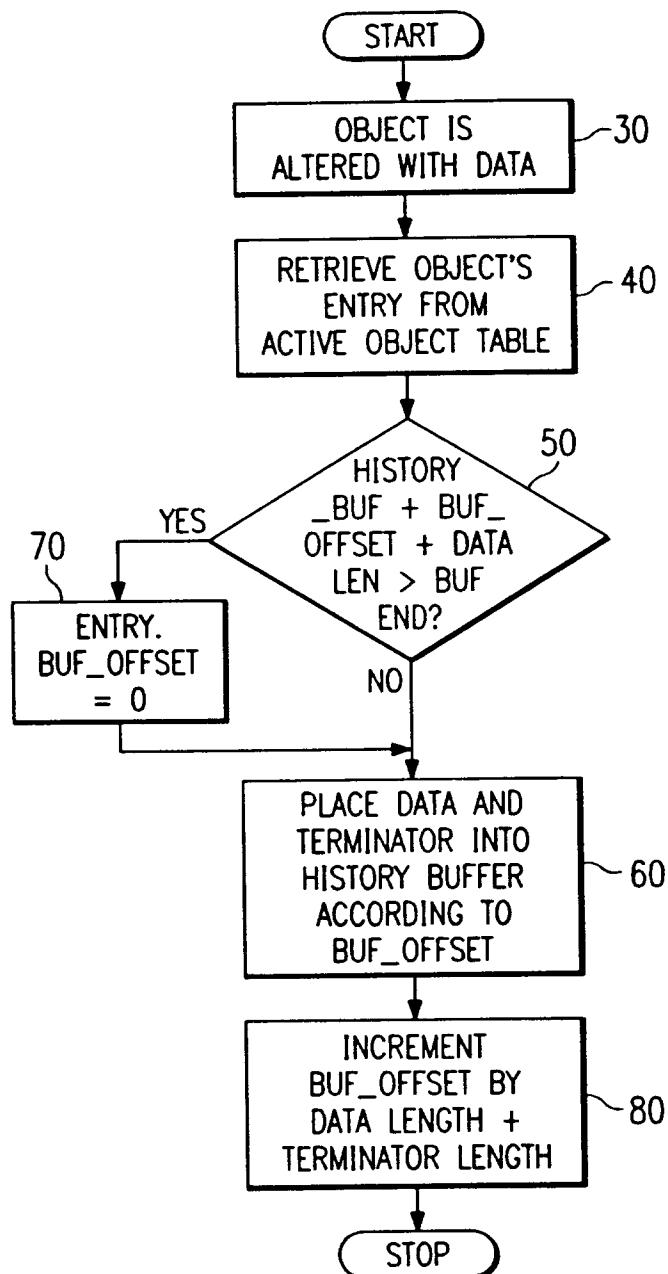 START
OBJECT IS
ALTERED WITH DATA
30
RETRIEVE OBJECT'S
ENTRY FROM
ACTIVE OBJECT TABLE
40
50
HISTORY
_BUF + BUF_
OFFSET + DATA
LEN > BUF
END?
YES
70
ENTRY.
BUF_OFFSET
= 0
NO
PLACE DATA AND
TERMINATOR INTO
HISTORY BUFFER
ACCORDING TO
BUF_OFFSET
60
INCREMENT
BUF_OFFSET BY
DATA LENGTH +
TERMINATOR LENGTH
80
STOP